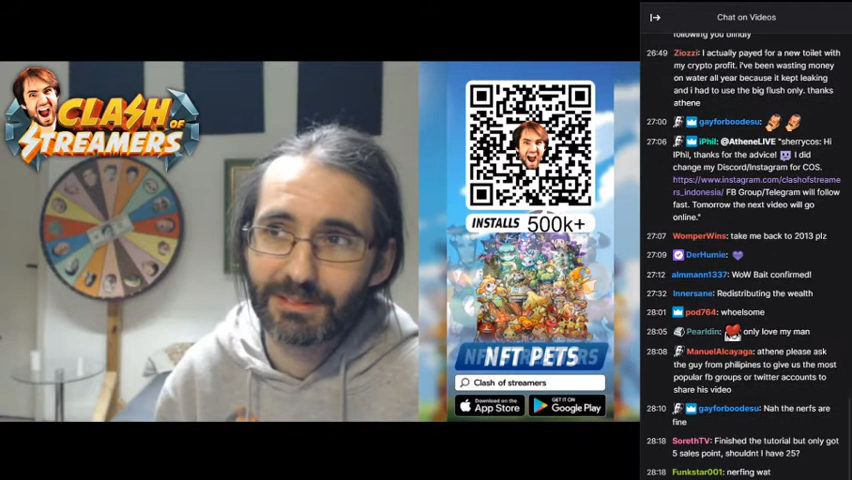 Chat on Videos
following you blindly
26:49 Ziozzi: I actually payed for a new toilet with
my crypto profit. i've been wasting money
on water all year because it kept leaking
and i had to use the big flush only. thanks
athene
27:00 gayforboodesu:
27:06 iPhil: @AtheneLIVE "sherrycos: Hi
IPhil, thanks for the advice! I did
change my Discord/Instagram for COS.
https://www.instagram.com/clashofstreame
rs_indonesia/ FB Group/Telegram will follow
fast. Tomorrow the next video will go
online."
27:07 WomperWins: take me back to 2013 plz
27:09 DerHumie:
27:12 almmann1337: WoW Bait confirmed!
27:32 Innersane: Redistributing the wealth
28:01 pod764: whoelsome
28:05 Pearldin: only love my man
28:08 ManuelAlcayaga: athene please ask
the guy from philipines to give us the most
popular fb groups or twitter accounts to
share his video
28:10 gayforboodesu: Nah the nerfs are
fine
28:18 SorethTV: Finished the tutorial but only got
5 sales point, shouldnt I have 25?
28:18 Funkstar001: nerfing wat
CLASH OF
STREAMERS
INSTALLS 500k+
NFT PETS
Clash of streamers
Download on the
App Store
GET IT ON
Google Play